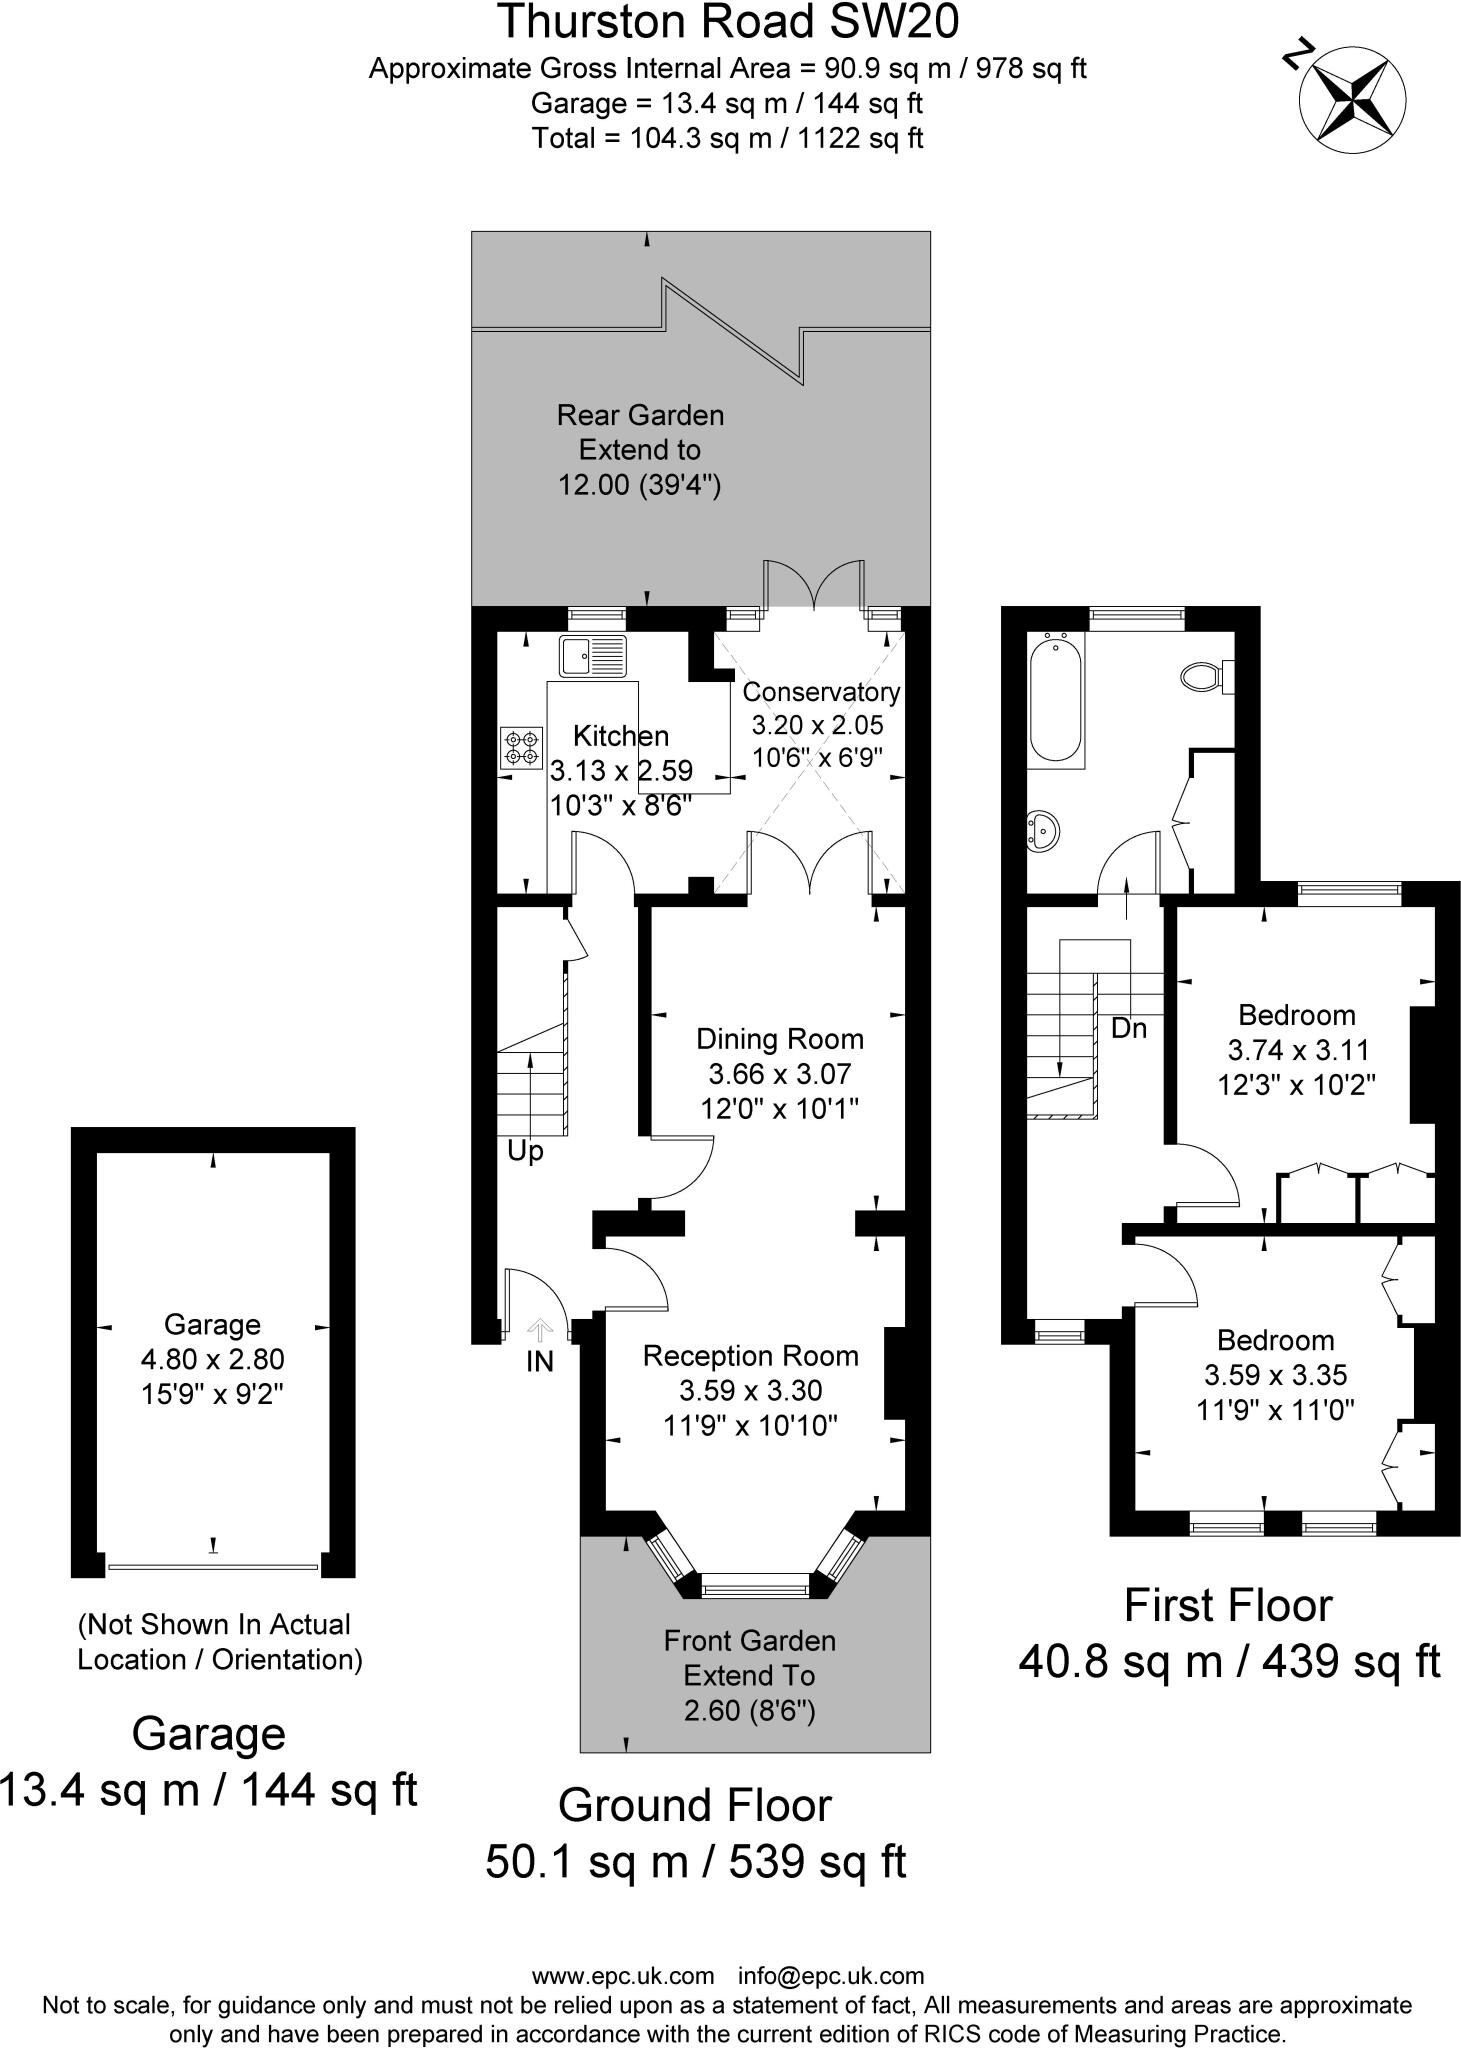 Thurston Road SW20
Approximate Gross Internal Area = 90.9 sq m / 978 sq ft
Garage = 13.4 sq m / 144 sq ft
Total = 104.3 sq m / 1122 sq ft
N
Rear Garden
Extend to
12.00 (39'4")
Conservatory
3.20 x 2.05
10'6" x 6'9"
Kitchen
3.13 x 2.59
10'3" x 8'6"
Dining Room
3.66 x 3.07
12'0" x 10'1"
Up
IN
Reception Room
3.59 x 3.30
11'9" x 10'10"
Front Garden
Extend To
2.60 (8'6")
Ground Floor
50.1 sq m / 539 sq ft
Dn
Bedroom
3.74 x 3.11
12'3" x 10'2"
Bedroom
3.59 x 3.35
11'9" x 11'0"
First Floor
40.8 sq m / 439 sq ft
Garage
4.80 x 2.80
15'9" x 9'2"
(Not Shown In Actual
Location / Orientation)
Garage
13.4 sq m / 144 sq ft
www.epc.uk.com info@epc.uk.com
Not to scale, for guidance only and must not be relied upon as a statement of fact, All measurements and areas are approximate
only and have been prepared in accordance with the current edition of RICS code of Measuring Practice.